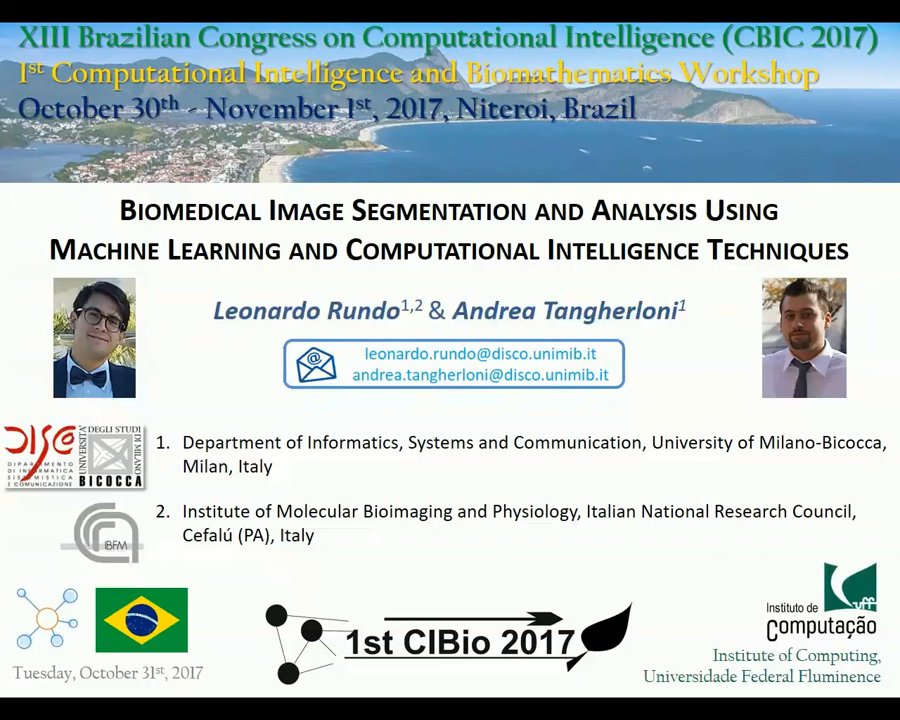 XIII Brazilian Congress on Computational Intelligence (CBIC 2017)
1st Computational Intelligence and Biomathematics Workshop
October 30th - November 1st, 2017, Niteroi, Brazil
BIOMEDICAL IMAGE SEGMENTATION AND ANALYSIS USING
MACHINE LEARNING AND COMPUTATIONAL INTELLIGENCE TECHNIQUES
Leonardo Rundo1,2 & Andrea Tangherloni1
leonardo.rundo@disco.unimib.it
andrea.tangherloni@disco.unimib.it
DISCO
DIPARTIMENTO
DI INFORMATICA
SISTEMISTICA
E COMUNICAZIONE
UNIVERSITÀ
DEGLI STUDI
DI MILANO
BICOCCA
1. Department of Informatics, Systems and Communication, University of Milano-Bicocca,
Milan, Italy
IBFM
2. Institute of Molecular Bioimaging and Physiology, Italian National Research Council,
Cefalú (PA), Italy
1st CIBio 2017
uff
Instituto de
computação
Tuesday, October 31st, 2017
Institute of Computing,
Universidade Federal Fluminence